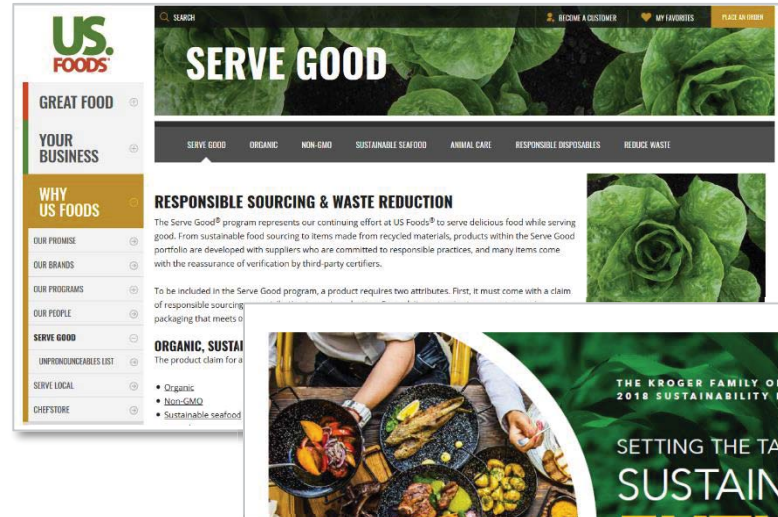 US.
FOODS®
SEARCH
BECOME A CUSTOMER
MY FAVORITES
PLACE AN ORDER
SERVE GOOD
GREAT FOOD
YOUR
BUSINESS
WHY
US FOODS
OUR PROMISE
OUR BRANDS
OUR PROGRAMS
OUR PEOPLE
SERVE GOOD
UNPRONOUNCEABLES LIST
SERVE LOCAL
CHEF'STORE
SERVE GOOD ORGANIC NON-GMO SUSTAINABLE SEAFOOD ANIMAL CARE RESPONSIBLE DISPOSABLES REDUCE WASTE
RESPONSIBLE SOURCING & WASTE REDUCTION
The Serve Good® program represents our continuing effort at US Foods® to serve delicious food while serving
good. From sustainable food sourcing to items made from recycled materials, products within the Serve Good
portfolio are developed with suppliers who are committed to responsible practices, and many items come
with the reassurance of verification by third-party certifiers.
To be included in the Serve Good program, a product requires two attributes. First, it must come with a claim
of responsible sourcing
packaging that meets o
ORGANIC, SUSTAI
The product claim for a
• Organic
• Non-GMO
• Sustainable seafood
THE KROGER FAMILY O
2018 SUSTAINABILITY
SETTING THE TA
SUSTAIN